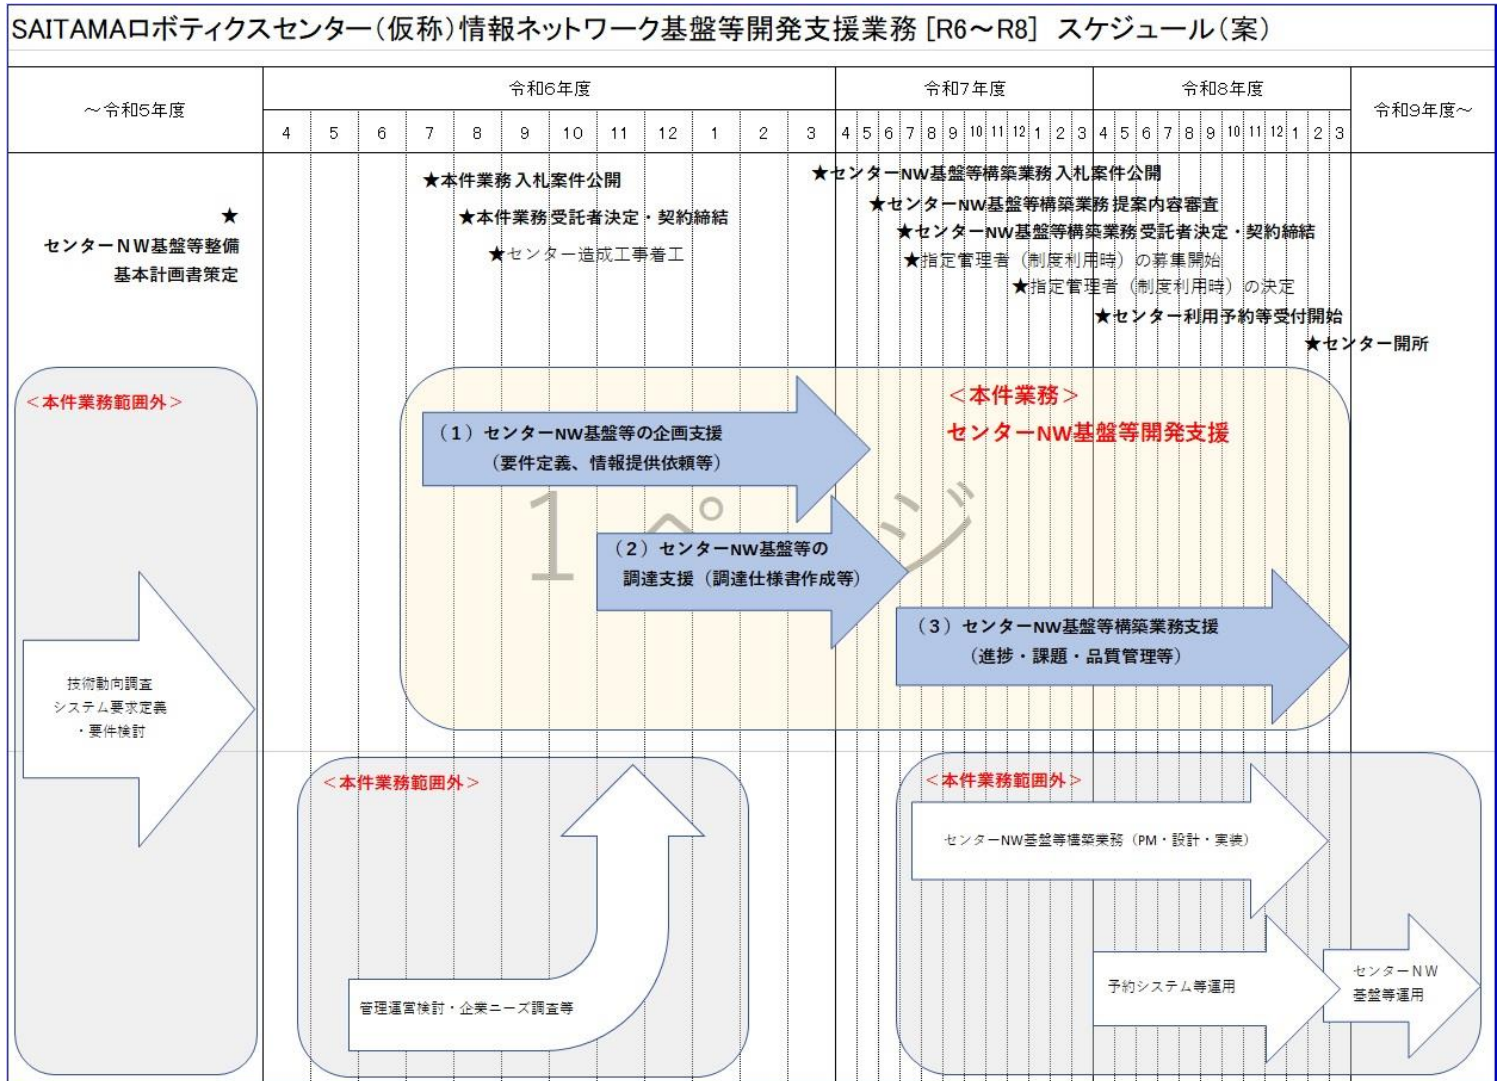 SAITAMAロボティクスセンター（仮称）情報ネットワーク基盤等開発支援業務［R6～R8］ スケジュール（案）
～令和5年度
令和6年度
令和7年度
令和8年度
令和9年度～
4 5 6 7 8 9 10 11 12 1 2 3 4 5 6 7 8 9 10 11 12 1 2 3 4 5 6 7 8 9 10 11 12 1 2 3
★
センターＮＷ基盤等整備
基本計画書策定
★本件業務入札案件公開
★本件業務受託者決定・契約締結
★センター造成工事着工
★センターNW基盤等構築業務入札案件公開
★センターNW基盤等構築業務提案内容審査
★センターNW基盤等構築業務受託者決定・契約締結
★指定管理者（制度利用時）の募集開始
★指定管理者（制度利用時）の決定
★センター利用予約等受付開始
★センター開所
＜本件業務範囲外＞
技術動向調査
システム要求定義
・要件検討
＜本件業務＞
センターNW基盤等開発支援
（１）センターNW基盤等の企画支援
（要件定義、情報提供依頼等）
1 ページ
（２）センターNW基盤等の
調達支援（調達仕様書作成等）
（３）センターNW基盤等構築業務支援
（進捗・課題・品質管理等）
＜本件業務範囲外＞
管理運営検討・企業ニーズ調査等
＜本件業務範囲外＞
センターNW基盤等構築業務（PM・設計・実装）
予約システム等運用
センターＮＷ
基盤等運用